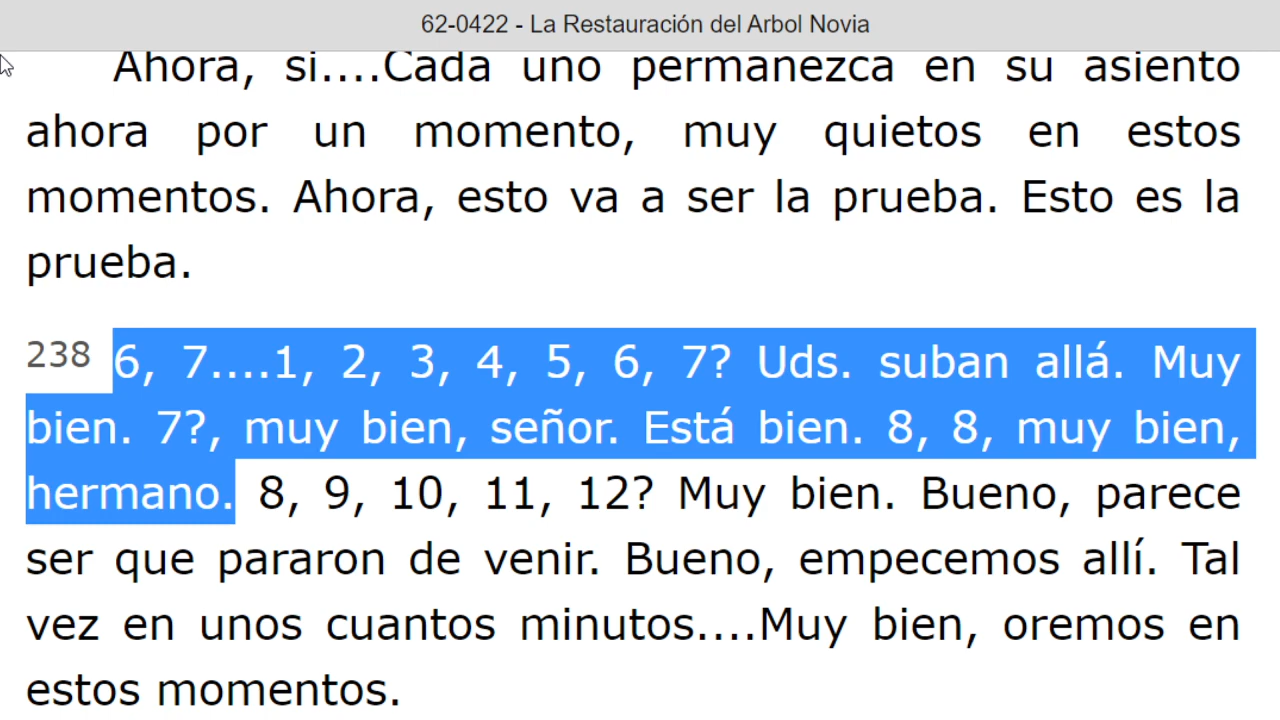 62-0422 - La Restauración del Arbol Novia
Ahora, si....Cada uno permanezca en su asiento
ahora por un momento, muy quietos en estos
momentos. Ahora, esto va a ser la prueba. Esto es la
prueba.
238 6, 7....1, 2, 3, 4, 5, 6, 7? Uds. suban allá. Muy
bien. 7?, muy bien, señor. Está bien. 8, 8, muy bien,
hermano. 8, 9, 10, 11, 12? Muy bien. Bueno, parece
ser que pararon de venir. Bueno, empecemos allí. Tal
vez en unos cuantos minutos....Muy bien, oremos en
estos momentos.